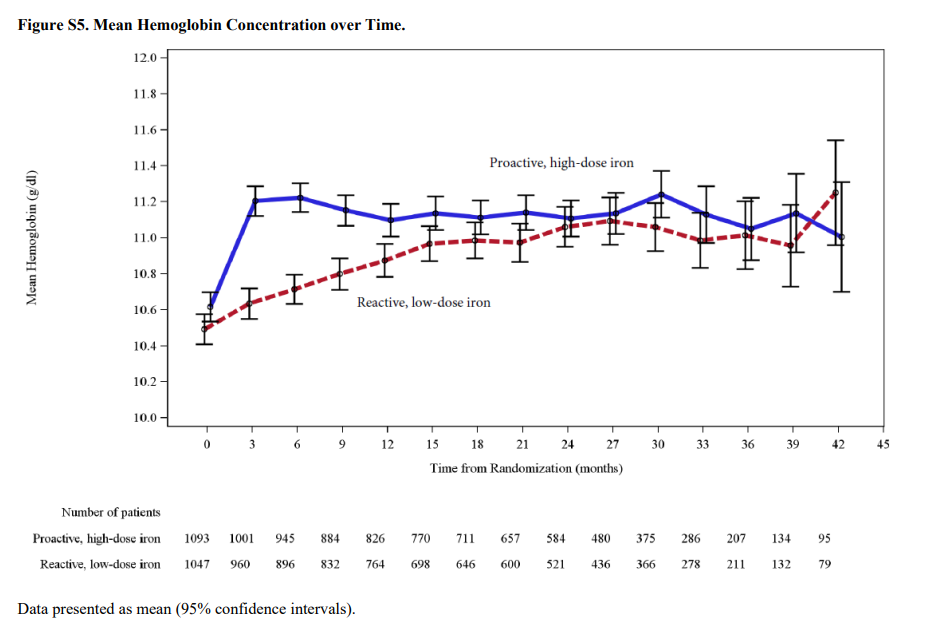 Figure S5. Mean Hemoglobin Concentration over Time.
12.0
11.8
11.6
11.4
11.2
11.0
10.8
10.6
10.4
10.2
10.0
Mean Hemoglobin (g/dl)
Proactive, high-dose iron
Reactive, low-dose iron
0 3 6 9 12 15 18 21 24 27 30 33 36 39 42 45
Time from Randomization (months)
Number of patients
Proactive, high-dose iron 1093 1001 945 884 826 770 711 657 584 480 375 286 207 134 95
Reactive, low-dose iron 1047 960 896 832 764 698 646 600 521 436 366 278 211 132 79
Data presented as mean (95% confidence intervals).